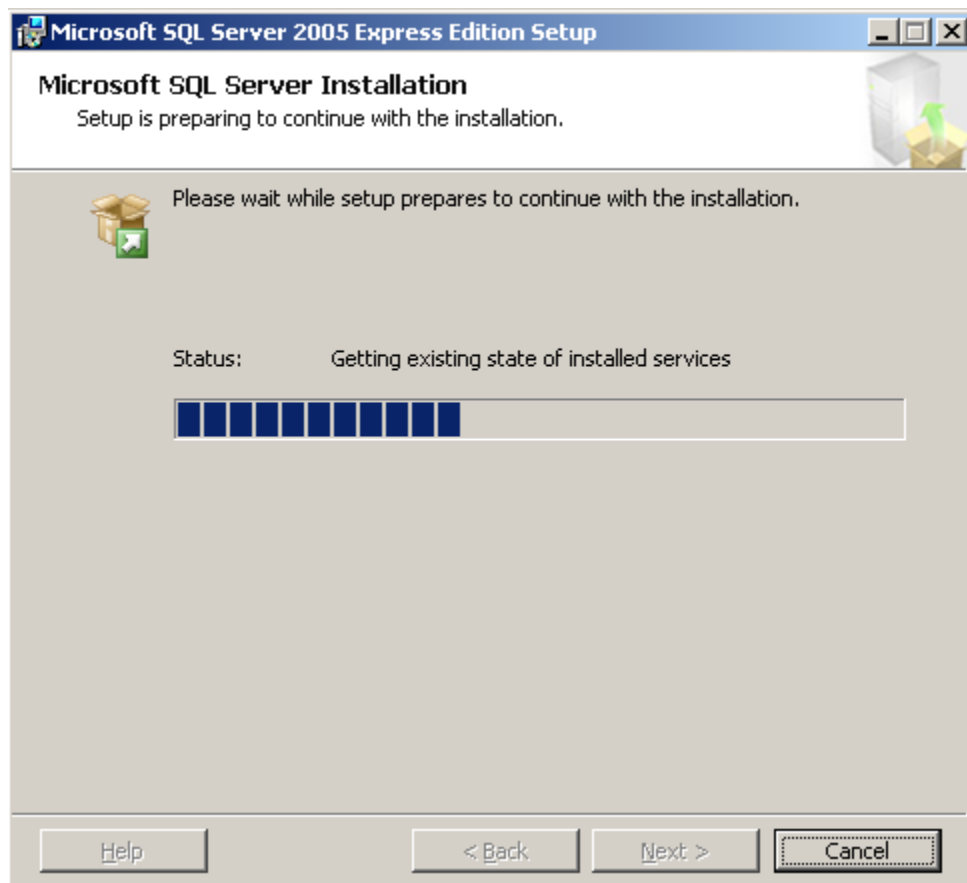 Microsoft SQL Server 2005 Express Edition Setup
Microsoft SQL Server Installation
Setup is preparing to continue with the installation.
Please wait while setup prepares to continue with the installation.
Status: Getting existing state of installed services
Help < Back Next > Cancel